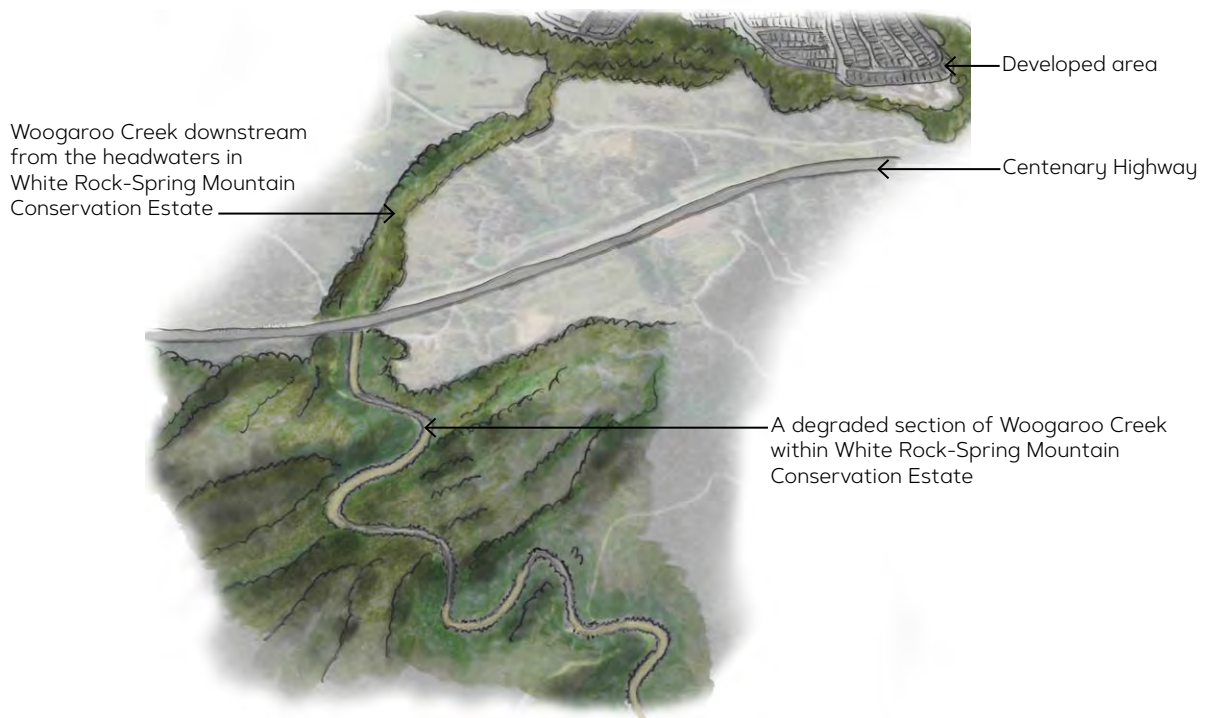 Developed area
Woogaroo Creek downstream
from the headwaters in
White Rock-Spring Mountain
Conservation Estate
Centenary Highway
A degraded section of Woogaroo Creek
within White Rock-Spring Mountain
Conservation Estate